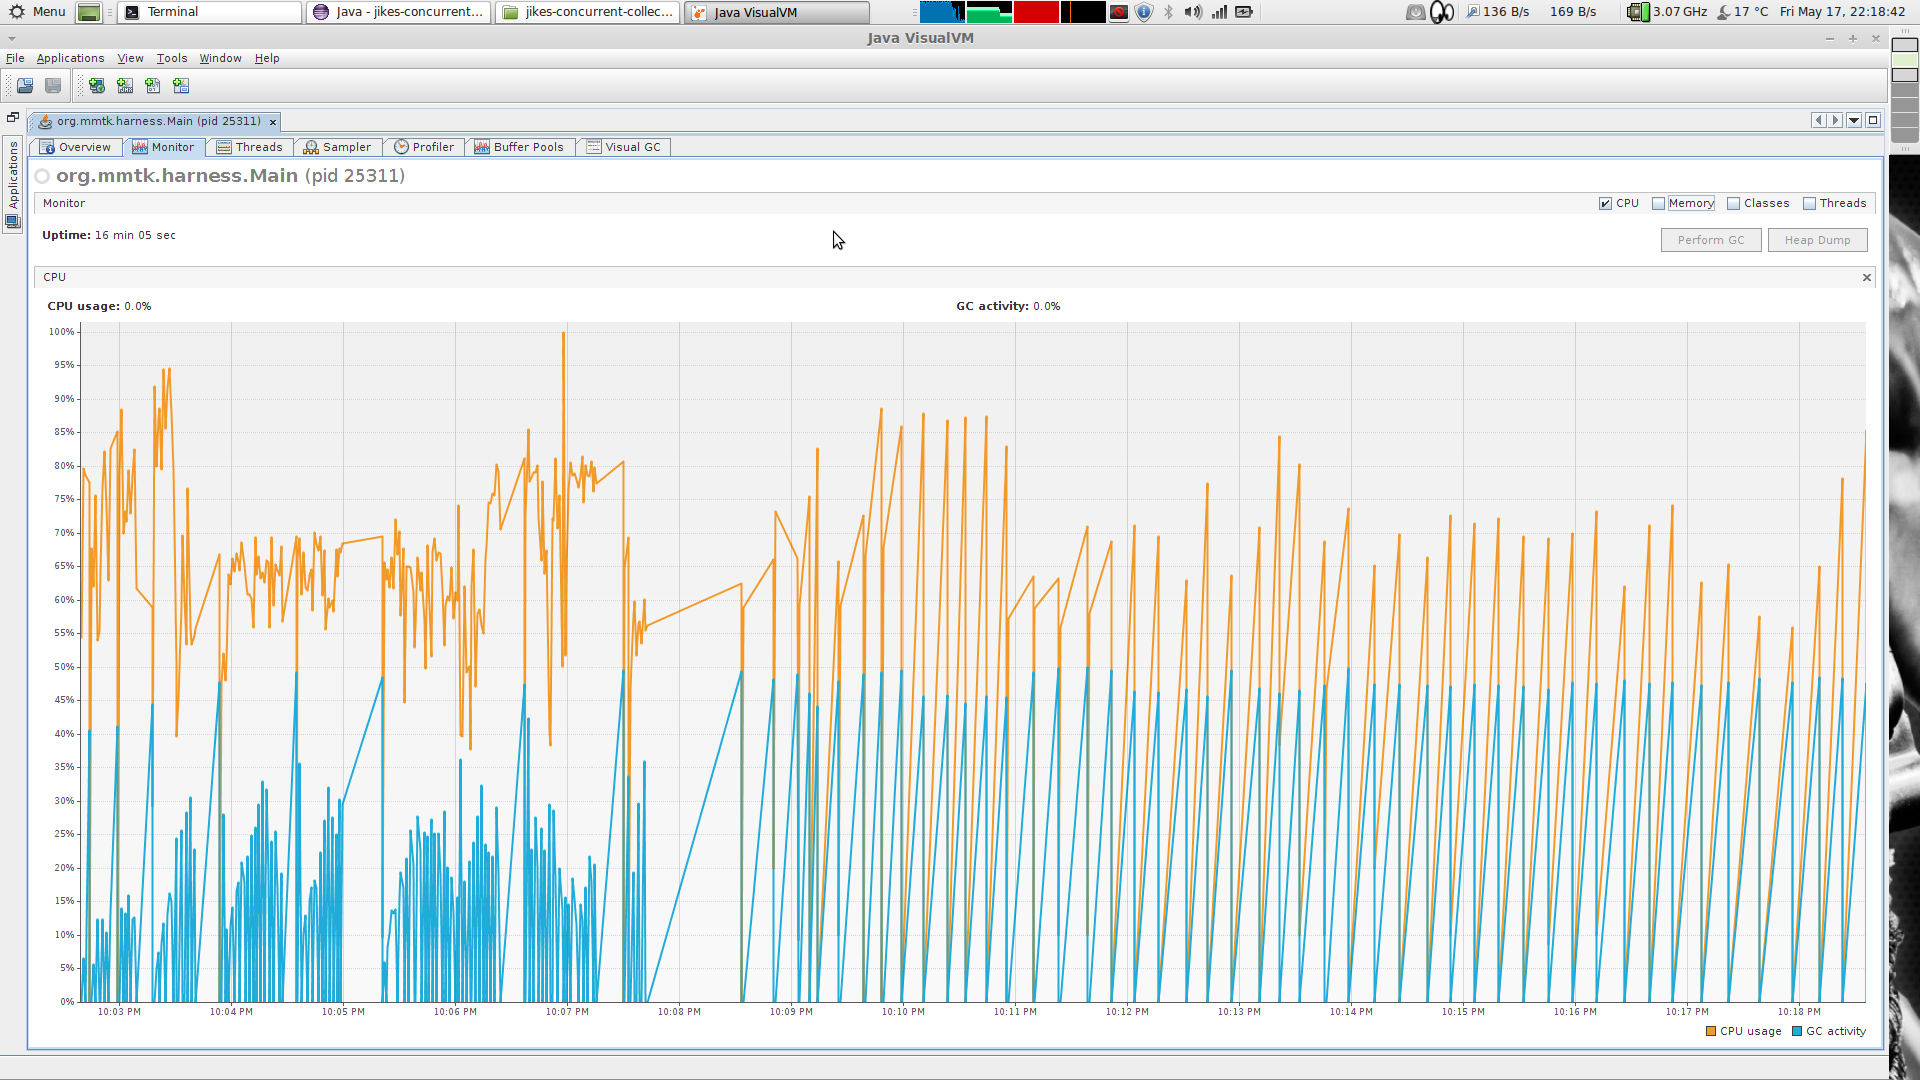 Menu Terminal Java - jikes-concurrent... jikes-concurrent-collec... Java VisualVM 136 B/s 169 B/s 3.07 GHz 17 °C Fri May 17, 22:18:42
Java VisualVM
File Applications View Tools Window Help
org.mmtk.harness.Main (pid 25311)
Applications
Overview Monitor Threads Sampler Profiler Buffer Pools Visual GC
org.mmtk.harness.Main (pid 25311)
Monitor CPU Memory Classes Threads
Uptime: 16 min 05 sec Perform GC Heap Dump
CPU
CPU usage: 0.0% GC activity: 0.0%
100%
95%
90%
85%
80%
75%
70%
65%
60%
55%
50%
45%
40%
35%
30%
25%
20%
15%
10%
5%
0%
10:03 PM 10:04 PM 10:05 PM 10:06 PM 10:07 PM 10:08 PM 10:09 PM 10:10 PM 10:11 PM 10:12 PM 10:13 PM 10:14 PM 10:15 PM 10:16 PM 10:17 PM 10:18 PM
CPU usage GC activity